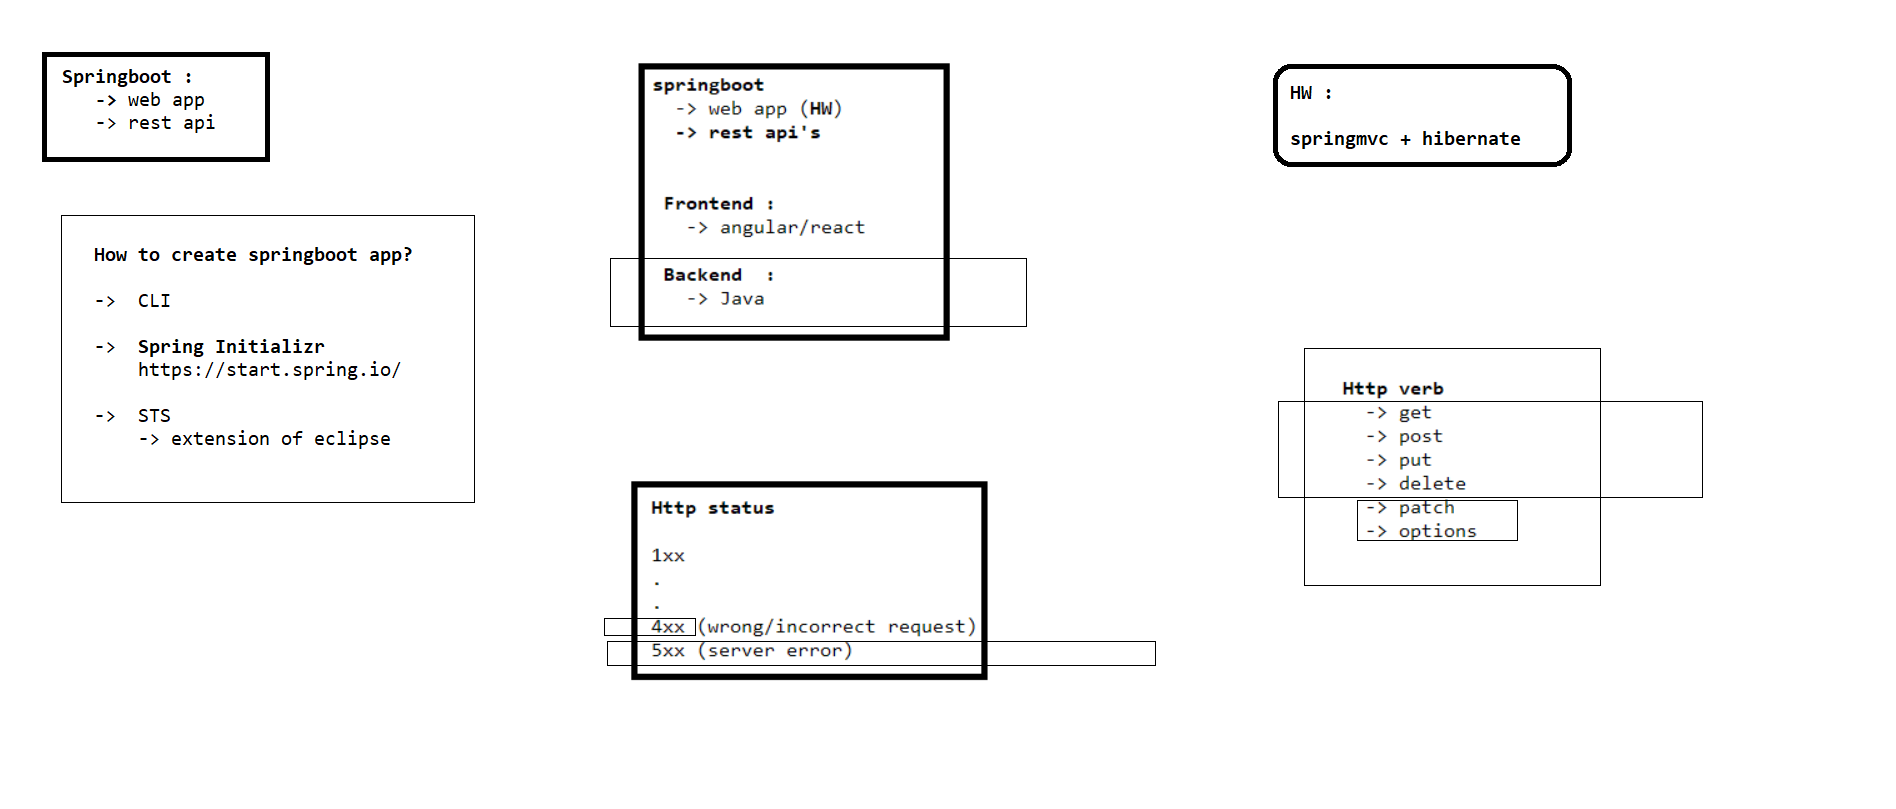 Springboot :
-> web app
-> rest api
How to create springboot app?
-> CLI
-> Spring Initializr
https://start.spring.io/
-> STS
-> extension of eclipse
springboot
-> web app (HW)
-> rest api's
Frontend :
-> angular/react
Backend :
-> Java
Http status
1xx
.
.
4xx (wrong/incorrect request)
5xx (server error)
HW :
springmvc + hibernate
Http verb
-> get
-> post
-> put
-> delete
-> patch
-> options